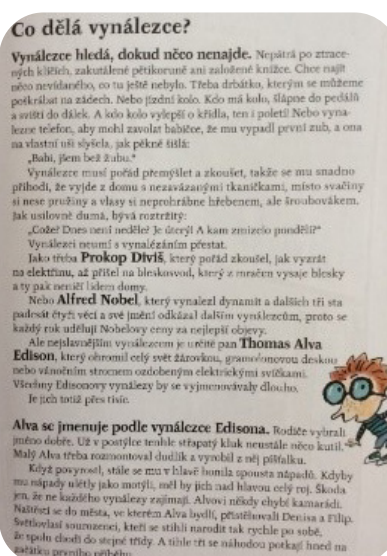 Co dělá vynálezce?
Vynálezce hledá, dokud něco nenajde. Nepátrá po ztrace-
ných klíčích, zakutálené pětikoruně ani založené knížce. Chce najít
něco nevídaného, co tu ještě nebylo. Třeba drbátko, kterým se můžeme
poškrábat na zádech. Nebo jízdní kolo. Kdo má kolo, šlápne do pedálů
a sviští do dálek. A kdo kolo vylepší o křídla, ten i poletí! Nebo vyna-
lezne telefon, aby mohl zavolat babičce, že mu vypadl první zub, a ona
na vlastní uši slyšela, jak pěkně šišlá:
„Babi, jšem bež žubu.“
Vynálezce musí pořád přemýšlet a zkoušet, takže se mu snadno
přihodí, že vyjde z domu s nezavázanými tkaničkami, místo svačiny
si nese pružiny a vlasy si neprohrábne hřebenem, ale šroubovákem.
Jak usilovně dumá, bývá roztržitý:
„Cože? Dnes není neděle? Je úterý! A kam zmizelo pondělí?“
Vynálezci neumí s vynalézáním přestat.
Jako třeba Prokop Diviš, který pořád zkoušel, jak vyzrát
na elektřinu, až přišel na bleskosvod, který z mračen vysaje blesky
a ty pak neničí lidem domy.
Nebo Alfred Nobel, který vynalezl dynamit a dalších tři sta
padesát čtyři věcí a své jmění odkázal dalším vynálezcům, proto se
každý rok udělují Nobelovy ceny za nejlepší objevy.
Ale nejslavnějším vynálezcem je určitě pan Thomas Alva
Edison, který ohromil celý svět žárovkou, gramofonovou deskou
nebo vánočním stromem ozdobeným elektrickými svíčkami.
Všechny Edisonovy vynálezy by se vyjmenovávaly dlouho.
Je jich totiž přes tisíc.
Alva se jmenuje podle vynálezce Edisona. Rodiče vybrali
jméno dobře. Už v postýlce tenhle střapatý kluk neustále něco kutil.
Malý Alva třeba rozmontoval dudlík a vyrobil z něj píšťalku.
Když povyrostl, stále se mu v hlavě honila spousta nápadů. Kdyby
mu nápady ulétly jako motýli, měl by jich nad hlavou celý roj. Škoda
jen, že ne každého vynálezy zajímají. Alvovi někdy chybí kamarádi.
Naštěstí se do města, ve kterém Alva bydlí, přistěhovali Denisa a Filip.
Světlovlasí sourozenci, kteří se stihli narodit tak rychle po sobě,
že spolu chodí do stejné třídy. A tihle tři se náhodou potkají hned na
začátku prvního příběhu.